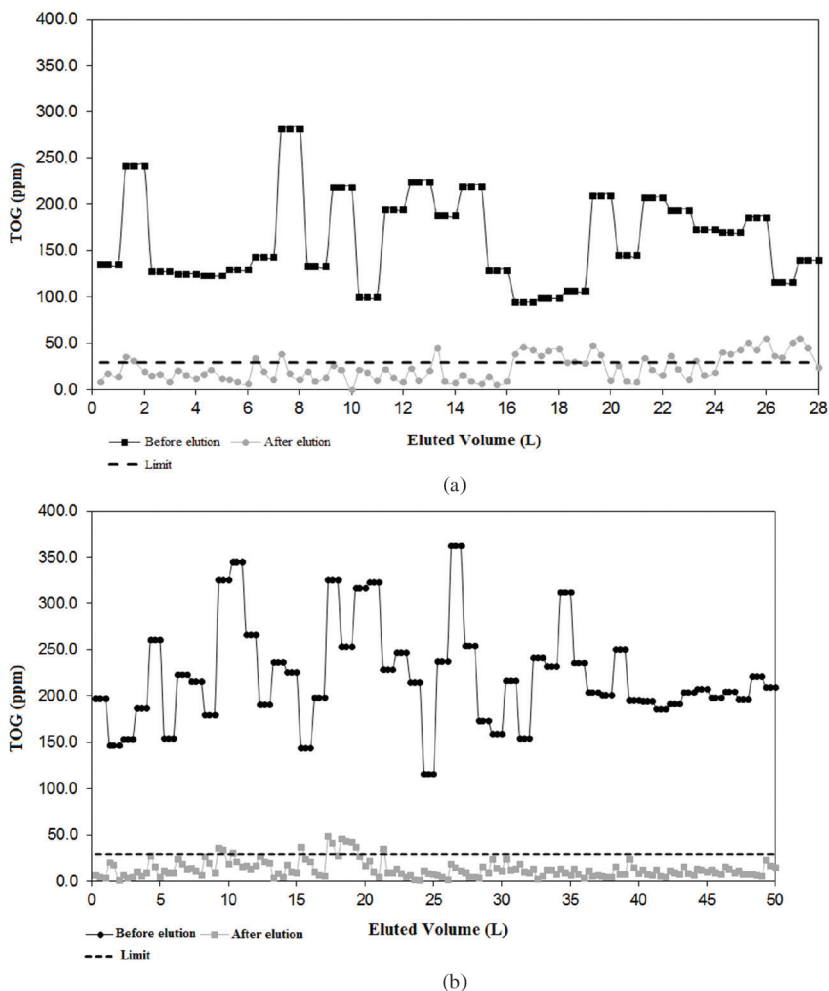 400.0
350.0
300.0
250.0
200.0
150.0
100.0
50.0
0.0
TOG (ppm)
0 2 4 6 8 10 12 14 16 18 20 22 24 26 28
Before elution After elution Eluted Volume (L)
Limit
(a)
400.0
350.0
300.0
250.0
200.0
150.0
100.0
50.0
0.0
TOG (ppm)
0 5 10 15 20 25 30 35 40 45 50
Before elution After elution Eluted Volume (L)
Limit
(b)